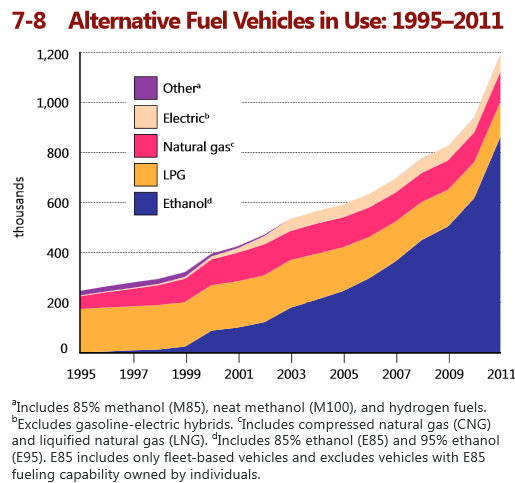 7-8 Alternative Fuel Vehicles in Use: 1995–2011
1,200
1,000
800
600
400
200
0
thousands
Otherᵃ
Electricᵇ
Natural gasᶜ
LPG
Ethanolᵈ
1995 1997 1999 2001 2003 2005 2007 2009 2011
ᵃIncludes 85% methanol (M85), neat methanol (M100), and hydrogen fuels.
ᵇExcludes gasoline-electric hybrids. ᶜIncludes compressed natural gas (CNG)
and liquified natural gas (LNG). ᵈIncludes 85% ethanol (E85) and 95% ethanol
(E95). E85 includes only fleet-based vehicles and excludes vehicles with E85
fueling capability owned by individuals.